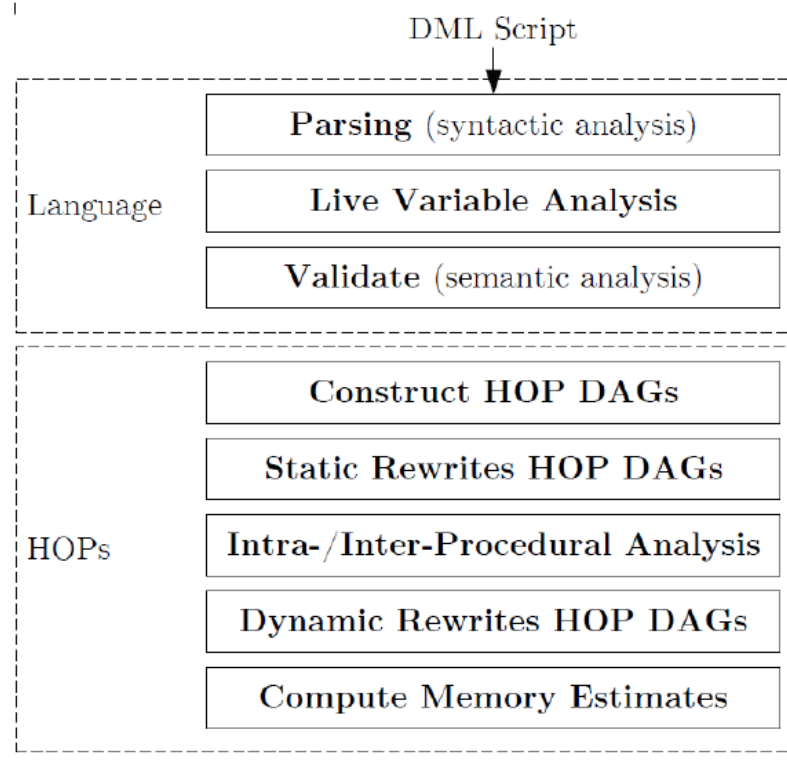 DML Script
Parsing (syntactic analysis)
Language
Live Variable Analysis
Validate (semantic analysis)
Construct HOP DAGs
Static Rewrites HOP DAGs
HOPs
Intra-/Inter-Procedural Analysis
Dynamic Rewrites HOP DAGs
Compute Memory Estimates